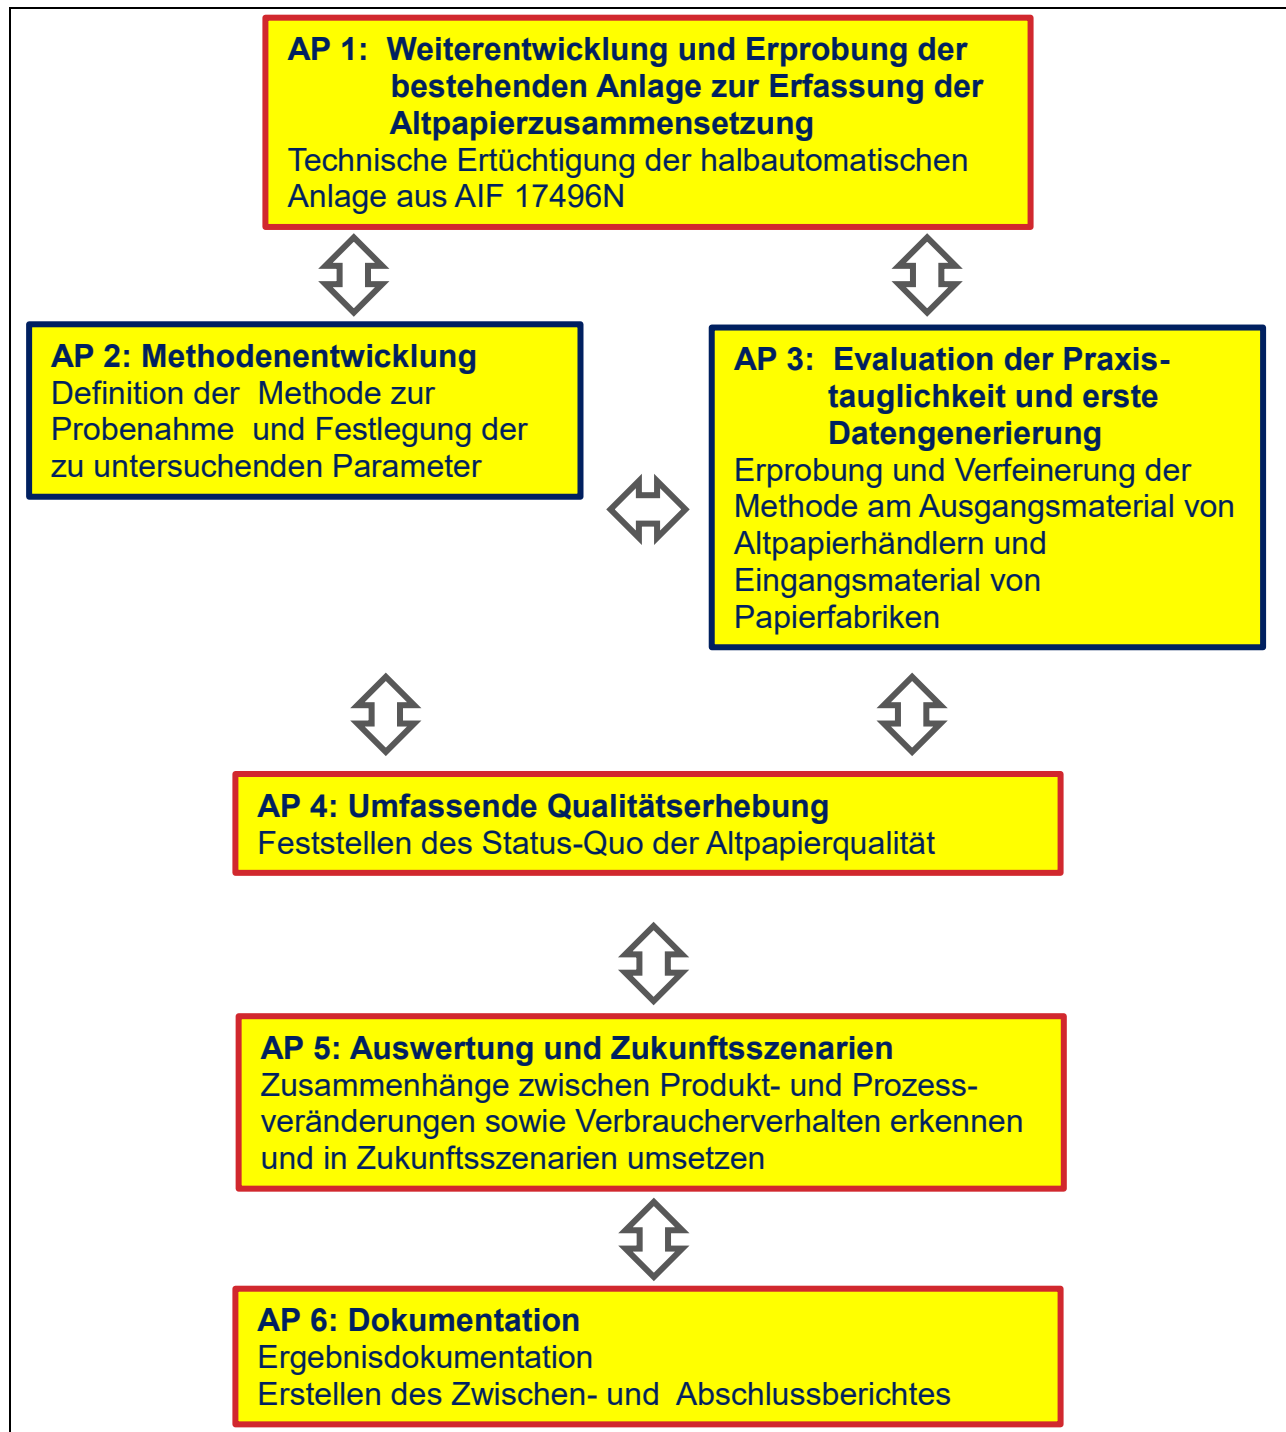 AP 1: Weiterentwicklung und Erprobung der
bestehenden Anlage zur Erfassung der
Altpapierzusammensetzung
Technische Ertüchtigung der halbautomatischen
Anlage aus AIF 17496N
AP 2: Methodenentwicklung
Definition der Methode zur
Probenahme und Festlegung der
zu untersuchenden Parameter
AP 3: Evaluation der Praxis-
tauglichkeit und erste
Datengenerierung
Erprobung und Verfeinerung der
Methode am Ausgangsmaterial von
Altpapierhändlern und
Eingangsmaterial von
Papierfabriken
AP 4: Umfassende Qualitätserhebung
Feststellen des Status-Quo der Altpapierqualität
AP 5: Auswertung und Zukunftsszenarien
Zusammenhänge zwischen Produkt- und Prozess-
veränderungen sowie Verbraucherverhalten erkennen
und in Zukunftsszenarien umsetzen
AP 6: Dokumentation
Ergebnisdokumentation
Erstellen des Zwischen- und Abschlussberichtes